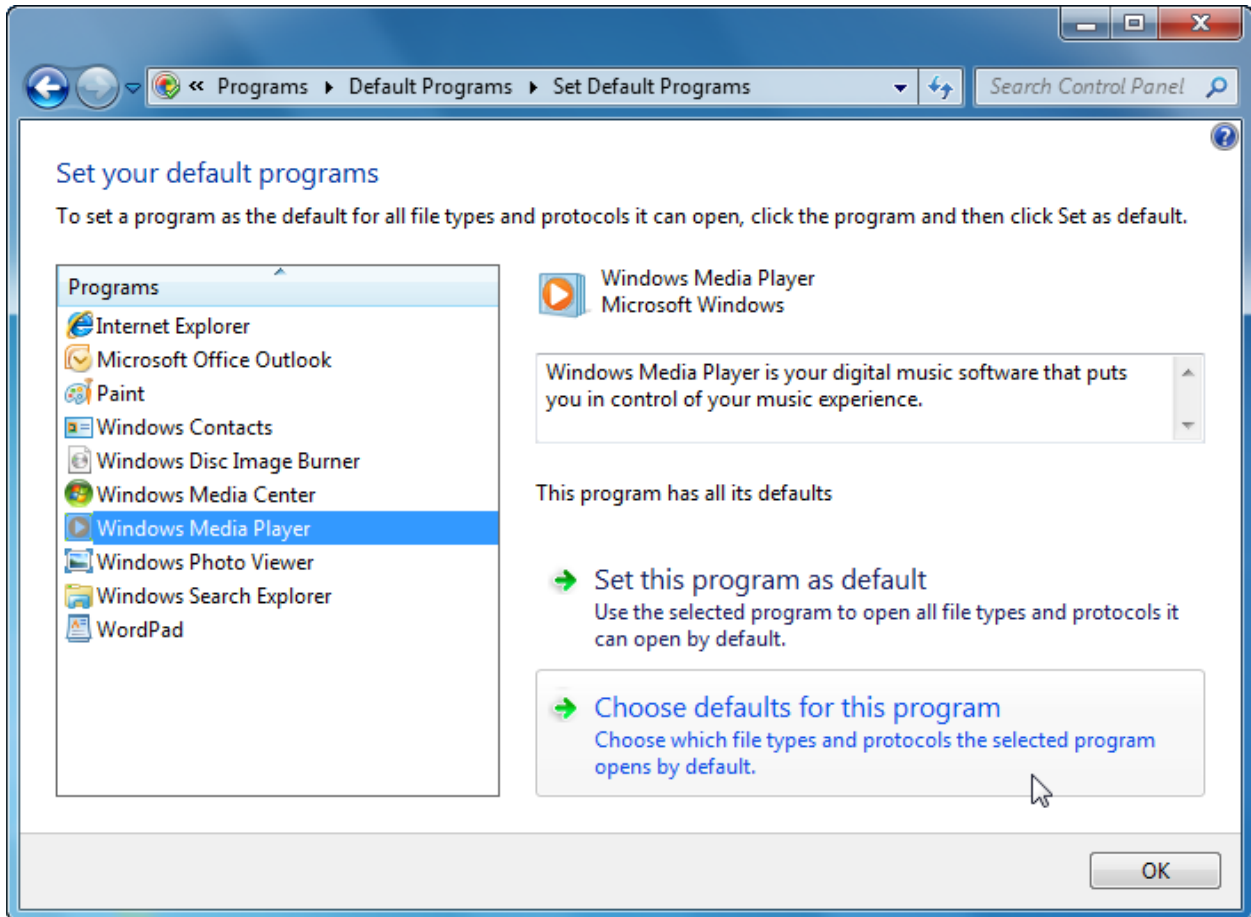 « Programs ▸ Default Programs ▸ Set Default Programs
Search Control Panel
Set your default programs
To set a program as the default for all file types and protocols it can open, click the program and then click Set as default.
Programs
Internet Explorer
Microsoft Office Outlook
Paint
Windows Contacts
Windows Disc Image Burner
Windows Media Center
Windows Media Player
Windows Photo Viewer
Windows Search Explorer
WordPad
Windows Media Player
Microsoft Windows
Windows Media Player is your digital music software that puts
you in control of your music experience.
This program has all its defaults
Set this program as default
Use the selected program to open all file types and protocols it
can open by default.
Choose defaults for this program
Choose which file types and protocols the selected program
opens by default.
OK